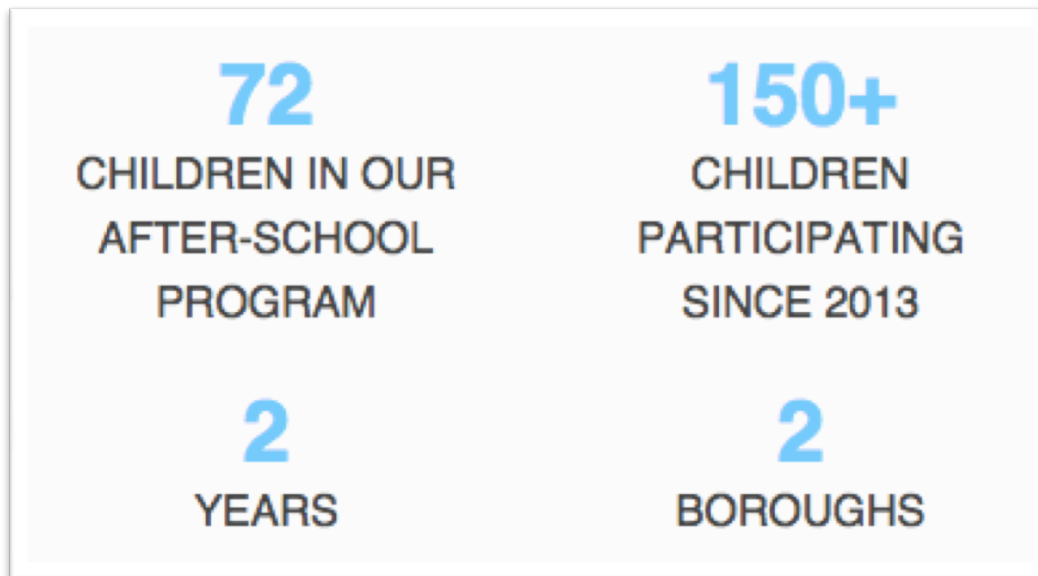 72
CHILDREN IN OUR
AFTER-SCHOOL
PROGRAM
150+
CHILDREN
PARTICIPATING
SINCE 2013
2
YEARS
2
BOROUGHS